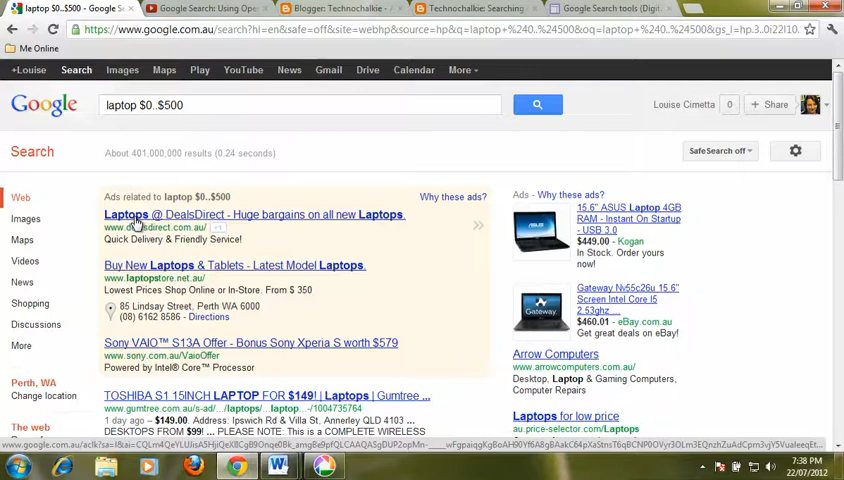 laptop $0..$500 - Google Se
Google Search: Using Ope
Blogger: Technochalkie: - A
Technochalkie: Searching
Google Search tools (Digit
https://www.google.com.au/search?hl=en&safe=off&site=webhp&source=hp&q=laptop+%240..%24500&oq=laptop+%240..%24500&gs_l=hp.3..0i22l10.
Me Online
+Louise Search Images Maps Play YouTube News Gmail Drive Calendar More
Google
laptop $0..$500
Louise Cimetta 0 + Share
Search
About 401,000,000 results (0.24 seconds)
SafeSearch off
Web
Images
Maps
Videos
News
Shopping
Discussions
More
Perth, WA
Change location
The web
Ads related to laptop $0..$500
Why these ads?
Laptops @ DealsDirect - Huge bargains on all new Laptops.
+1
Quick Delivery & Friendly Service!
Buy New Laptops & Tablets - Latest Model Laptops.
www.laptopstore.net.au/
Lowest Prices Shop Online or In-Store. From $ 350
85 Lindsay Street, Perth WA 6000
(08) 6162 8586 - Directions
Sony VAIO™ S13A Offer - Bonus Sony Xperia S worth $579
www.sony.com.au/VaioOffer
Powered by Intel® Core™ Processor
TOSHIBA S1 15INCH LAPTOP FOR $149! | Laptops | Gumtree ...
www.gumtree.com.au/s-ad/.../laptops/...laptop.../1004735764
1 day ago – $149.00. Address: Ipswich Rd & Villa St, Annerley QLD 4103 ...
DESKTOPS FROM $99! ... PLEASE NOTE: This is a COMPLETE WIRELESS
Ads - Why these ads?
15.6" ASUS Laptop 4GB
RAM - Instant On Startup
- USB 3.0
$449.00 - Kogan
In Stock. Order yours
now!
Gateway Nv55c26u 15.6"
Screen Intel Core I5
2.53ghz ...
$460.01 - eBay.com.au
Get great deals on eBay!
Arrow Computers
www.arrowcomputers.com.au/
Desktop, Laptop & Gaming Computers,
Computer Repairs
Laptops for low price
au.price-selector.com/Laptops
7:38 PM
22/07/2012